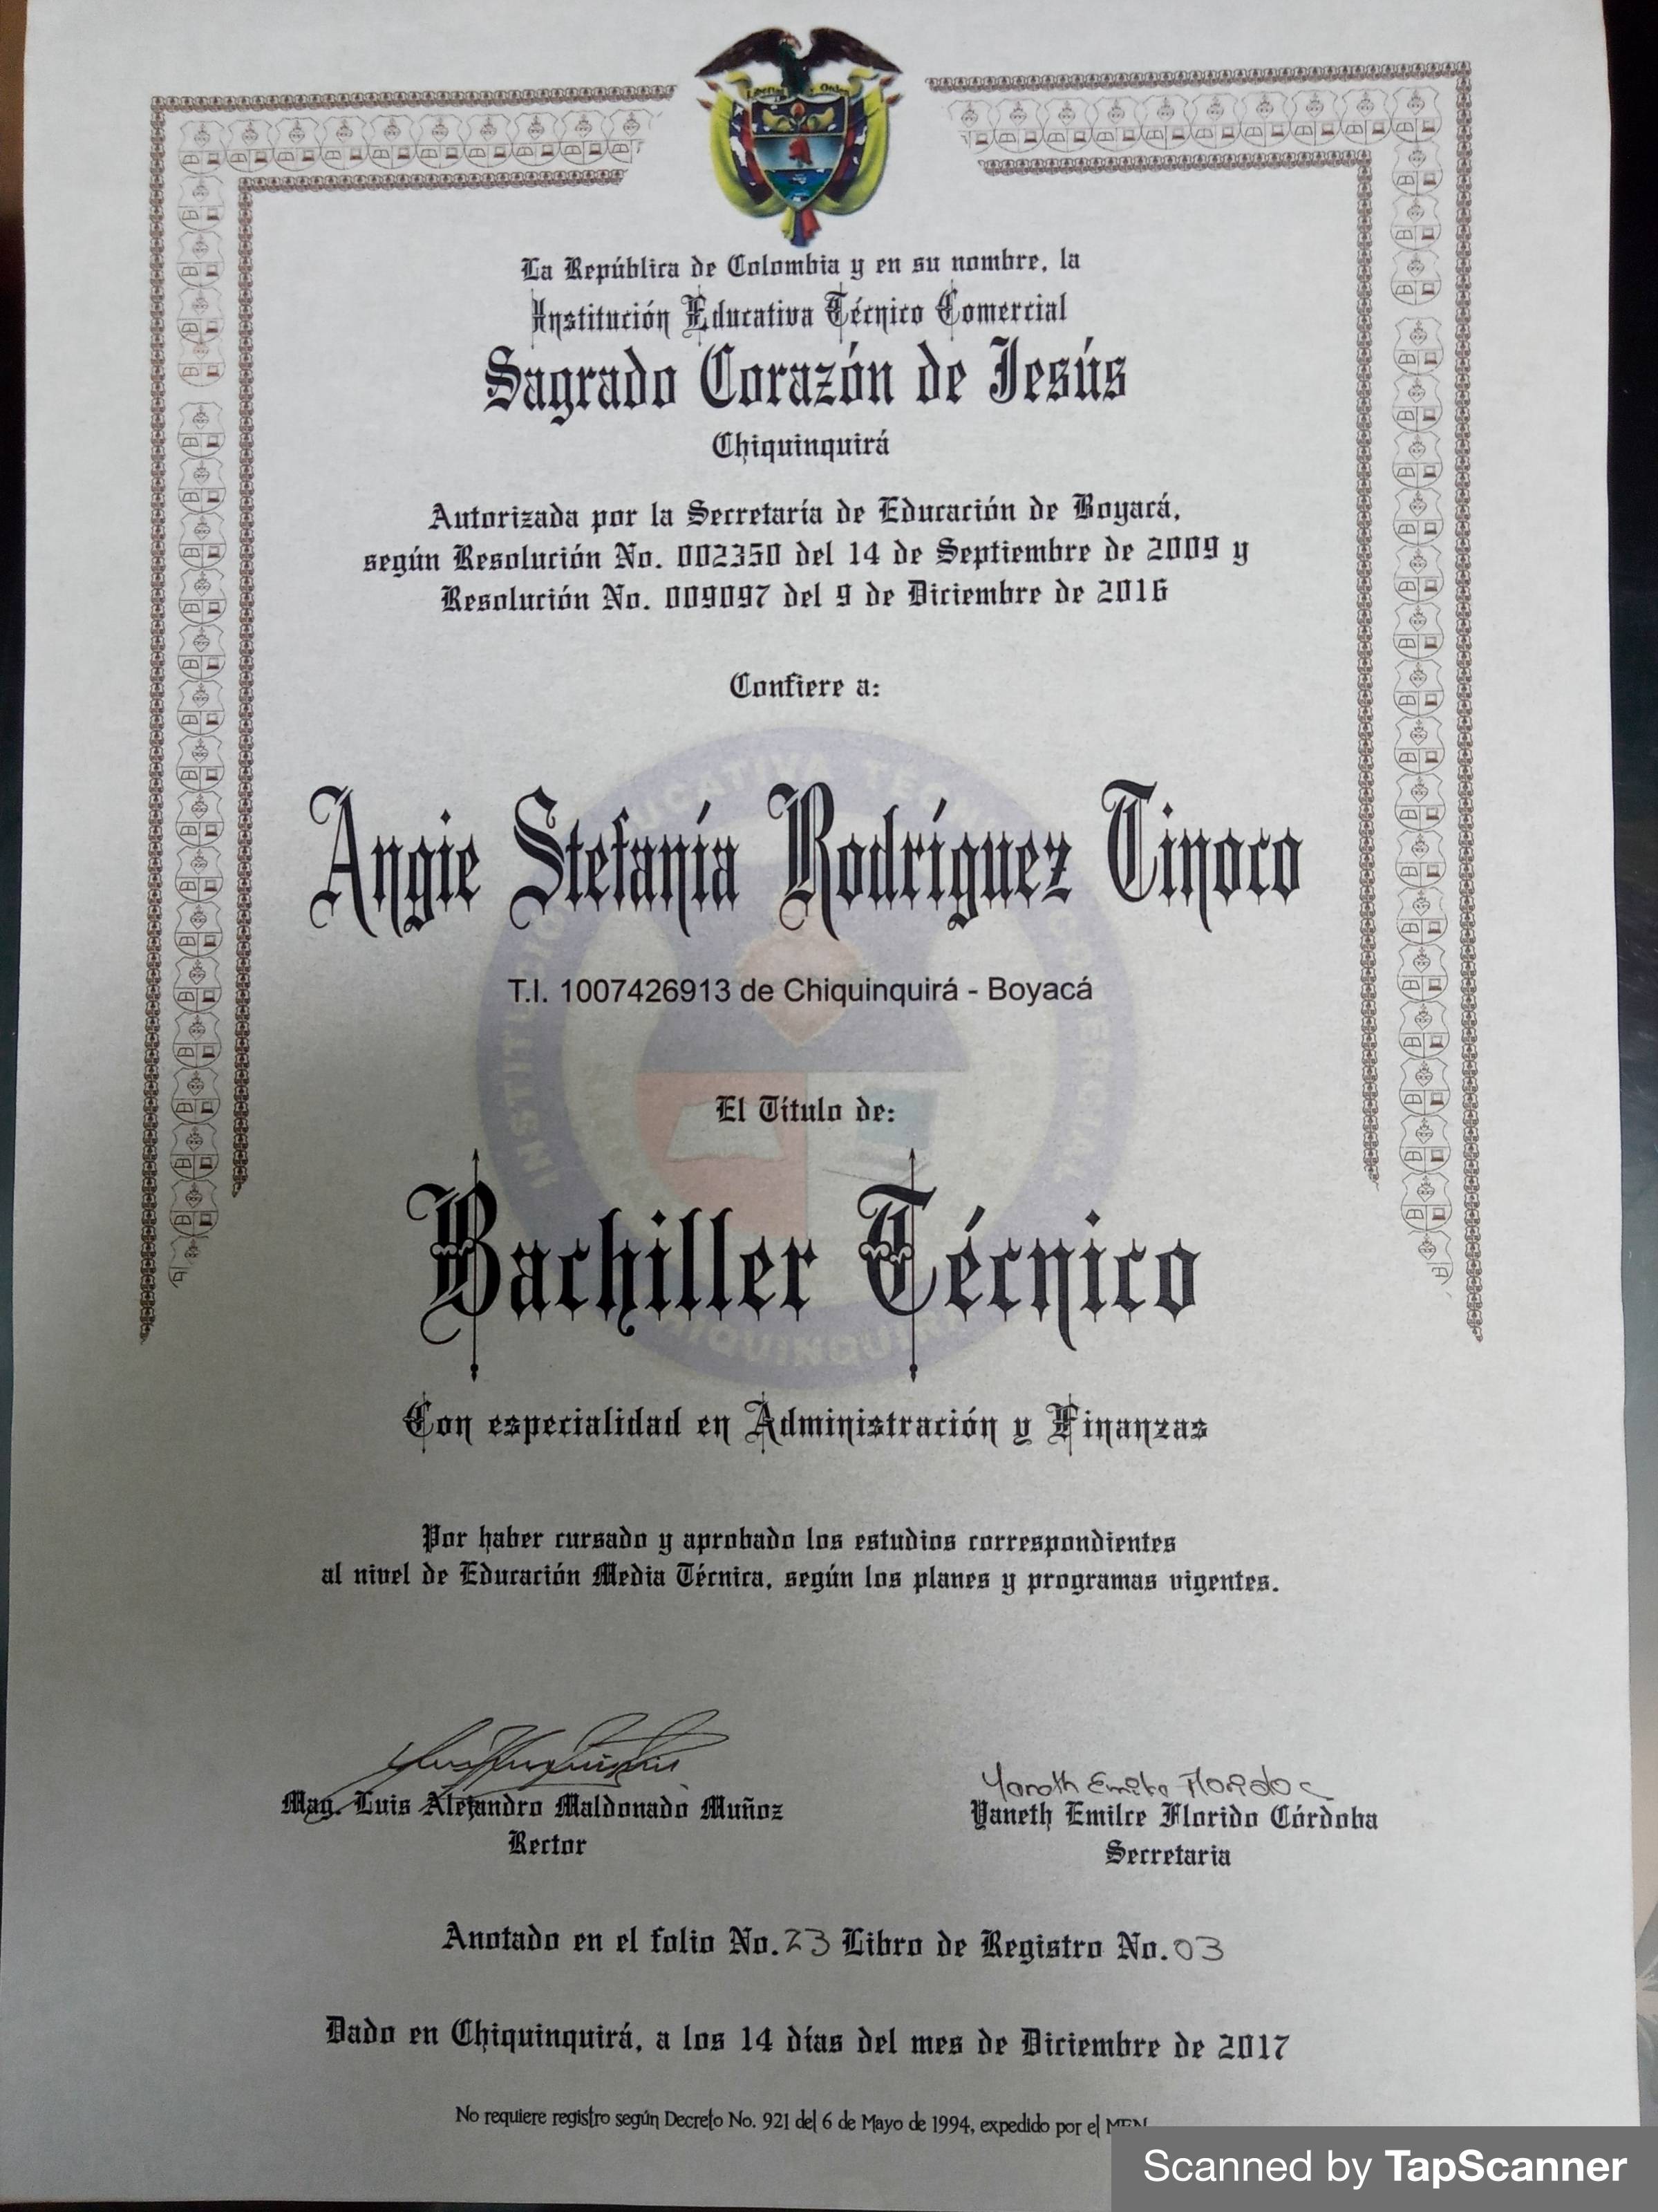 Libertad y Orden
La República de Colombia y en su nombre, la
Institución Educativa Técnico Comercial
Sagrado Corazón de Jesús
Chiquinquirá
Autorizada por la Secretaría de Educación de Boyacá,
según Resolución No. 002350 del 14 de Septiembre de 2009 y
Resolución No. 009097 del 9 de Diciembre de 2016
Confiere a:
Angie Stefanía Rodríguez Tinoco
T.I. 1007426913 de Chiquinquirá - Boyacá
El Título de:
Bachiller Técnico
Con especialidad en Administración y Finanzas
Por haber cursado y aprobado los estudios correspondientes
al nivel de Educación Media Técnica, según los planes y programas vigentes.
Yaneth Emilce Florido C
Mag. Luis Alejandro Maldonado Muñoz
Rector
Yaneth Emilce Florido Córdoba
Secretaria
Anotado en el folio No. 23 Libro de Registro No. 03
Dado en Chiquinquirá, a los 14 días del mes de Diciembre de 2017
No requiere registro según Decreto No. 921 del 6 de Mayo de 1994, expedido por el MEN
Scanned by TapScanner